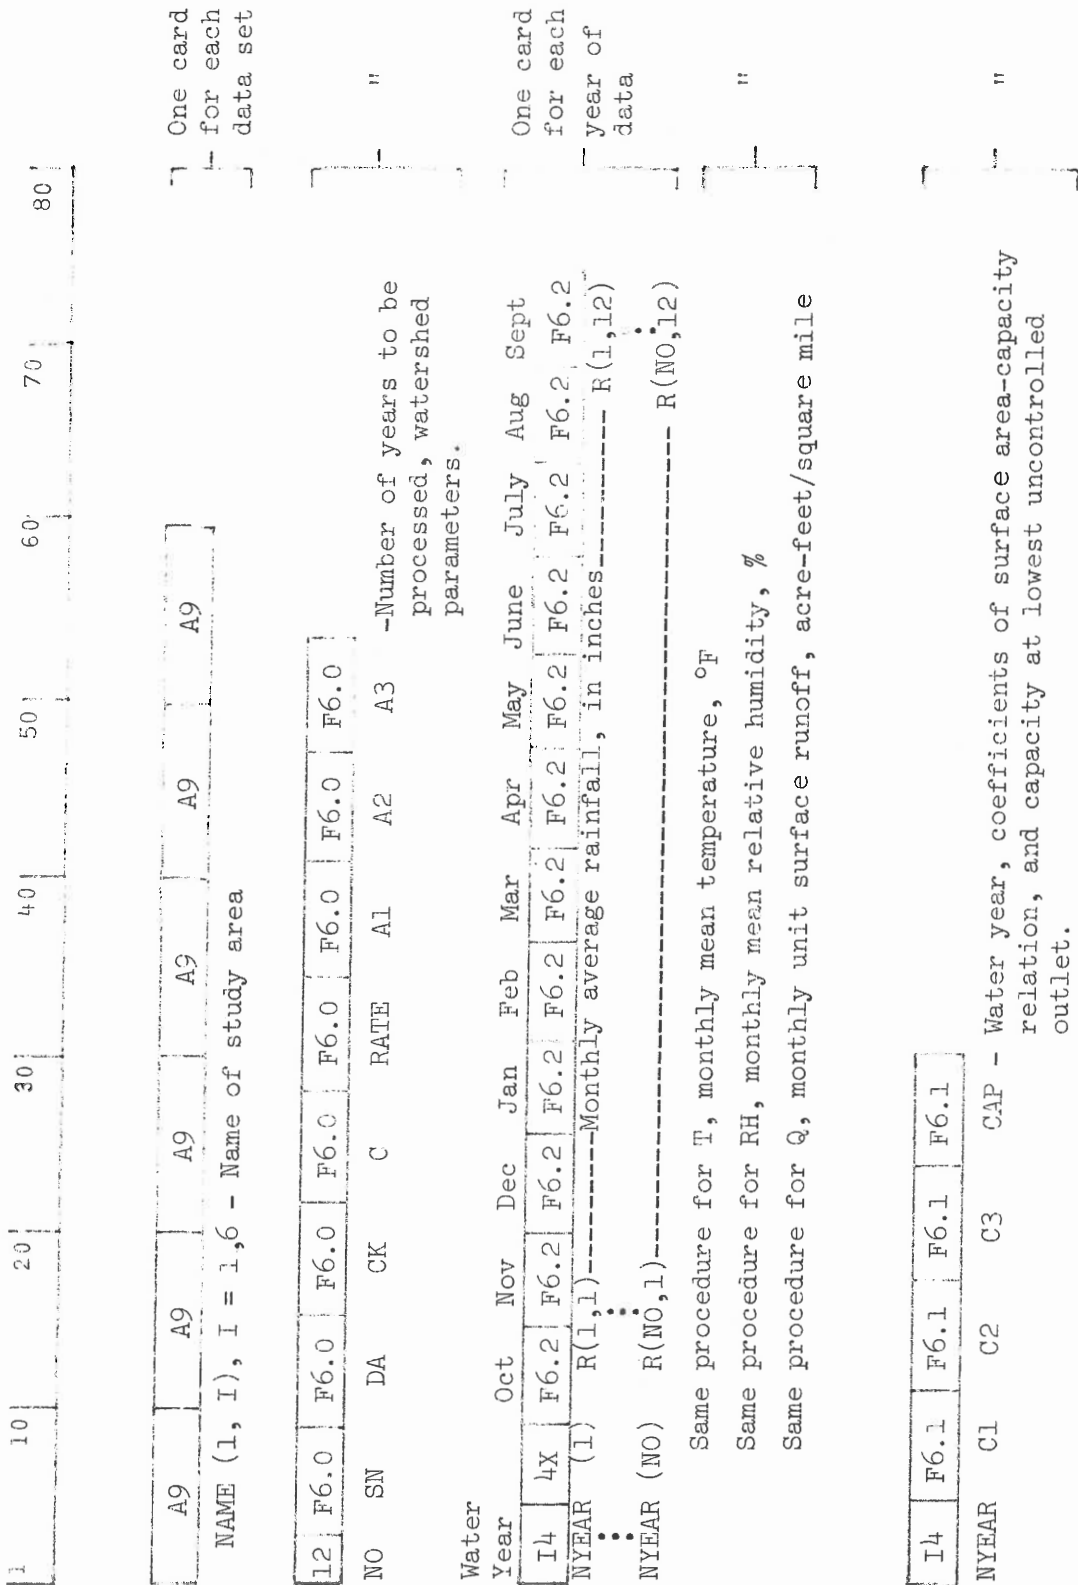 1 10 20 30 40 50 60 70 80
A9 A9 A9 A9 A9 A9
NAME (1, I), I = 1,6 - Name of study area
One card
for each
data set
I2 F6.0 F6.0 F6.0 F6.0 F6.0 F6.0 F6.0 F6.0
NO SN DA CK C RATE A1 A2 A3
-Number of years to be
processed, watershed
parameters.
"
Water
Year Oct Nov Dec Jan Feb Mar Apr May June July Aug Sept
I4 4X F6.2 F6.2 F6.2 F6.2 F6.2 F6.2 F6.2 F6.2 F6.2 F6.2 F6.2 F6.2
NYEAR (1) R(1,1)-------Monthly average rainfall, in inches---------R(1,12)
NYEAR (NO) R(NO,1)---------------------------------------R(NO,12)
One card
for each
year of
data
Same procedure for T, monthly mean temperature, °F
Same procedure for RH, monthly mean relative humidity, %
Same procedure for Q, monthly unit surface runoff, acre-feet/square mile
"
I4 F6.1 F6.1 F6.1 F6.1
NYEAR C1 C2 C3 CAP - Water year, coefficients of surface area-capacity
relation, and capacity at lowest uncontrolled
outlet.
"